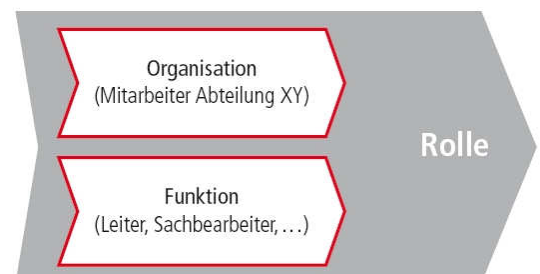 Organisation
(Mitarbeiter Abteilung XY)
Rolle
Funktion
(Leiter, Sachbearbeiter, …)